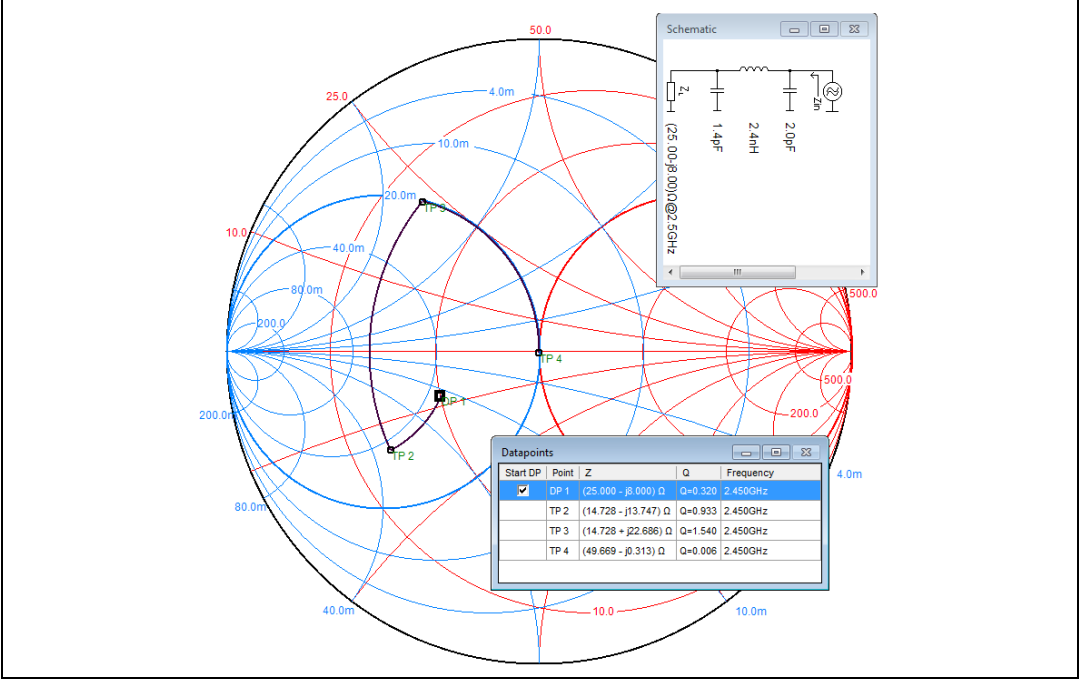 50.0
25.0
10.0
4.0m
10.0m
20.0m
40.0m
80.0m
200.0
TP 3
TP 4
DP 1
TP 2
200.0m
80.0m
40.0m
10.0
10.0m
4.0m
200.0
500.0
500.0
Schematic
ZL
Zin
(25.00-j8.00)Ω@2.5GHz
1.4pF
2.4nH
2.0pF
Datapoints
Start DP Point Z Q Frequency
DP 1 (25.000 - j8.000) Ω Q=0.320 2.450GHz
TP 2 (14.728 - j13.747) Ω Q=0.933 2.450GHz
TP 3 (14.728 + j22.686) Ω Q=1.540 2.450GHz
TP 4 (49.669 - j0.313) Ω Q=0.006 2.450GHz